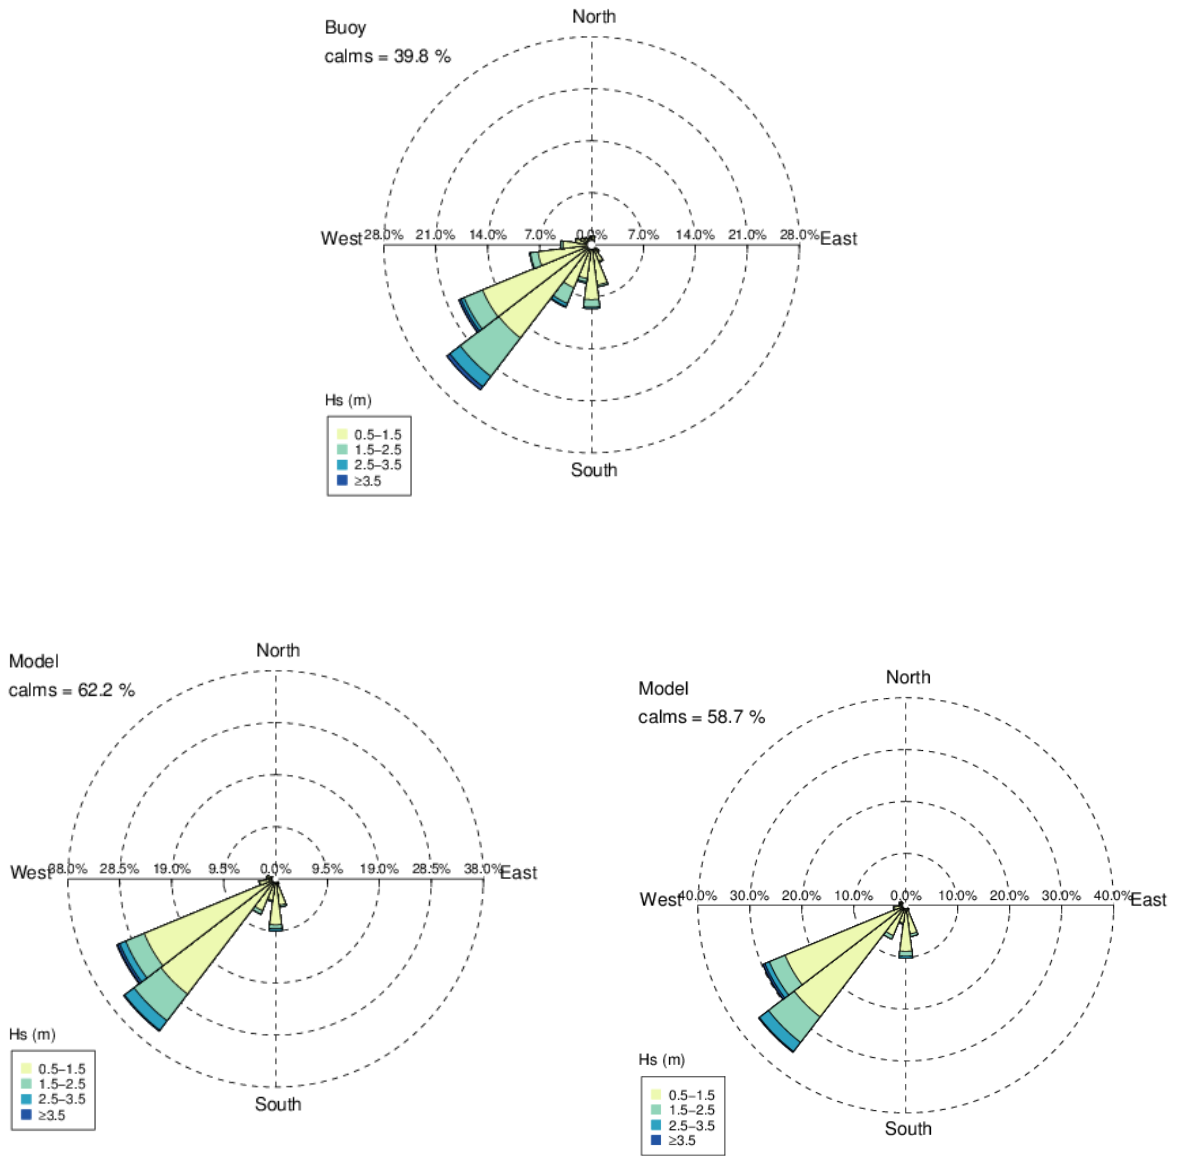 North
Buoy
calms = 39.8 %
West 28.0% 21.0% 14.0% 7.0% 0.0% 7.0% 14.0% 21.0% 28.0% East
Hs (m)
0.5–1.5
1.5–2.5
2.5–3.5
≥3.5
South
North
Model
calms = 62.2 %
West 38.0% 28.5% 19.0% 9.5% 0.0% 9.5% 19.0% 28.5% 38.0% East
Hs (m)
0.5–1.5
1.5–2.5
2.5–3.5
≥3.5
South
North
Model
calms = 58.7 %
West 40.0% 30.0% 20.0% 10.0% 0.0% 10.0% 20.0% 30.0% 40.0% East
Hs (m)
0.5–1.5
1.5–2.5
2.5–3.5
≥3.5
South